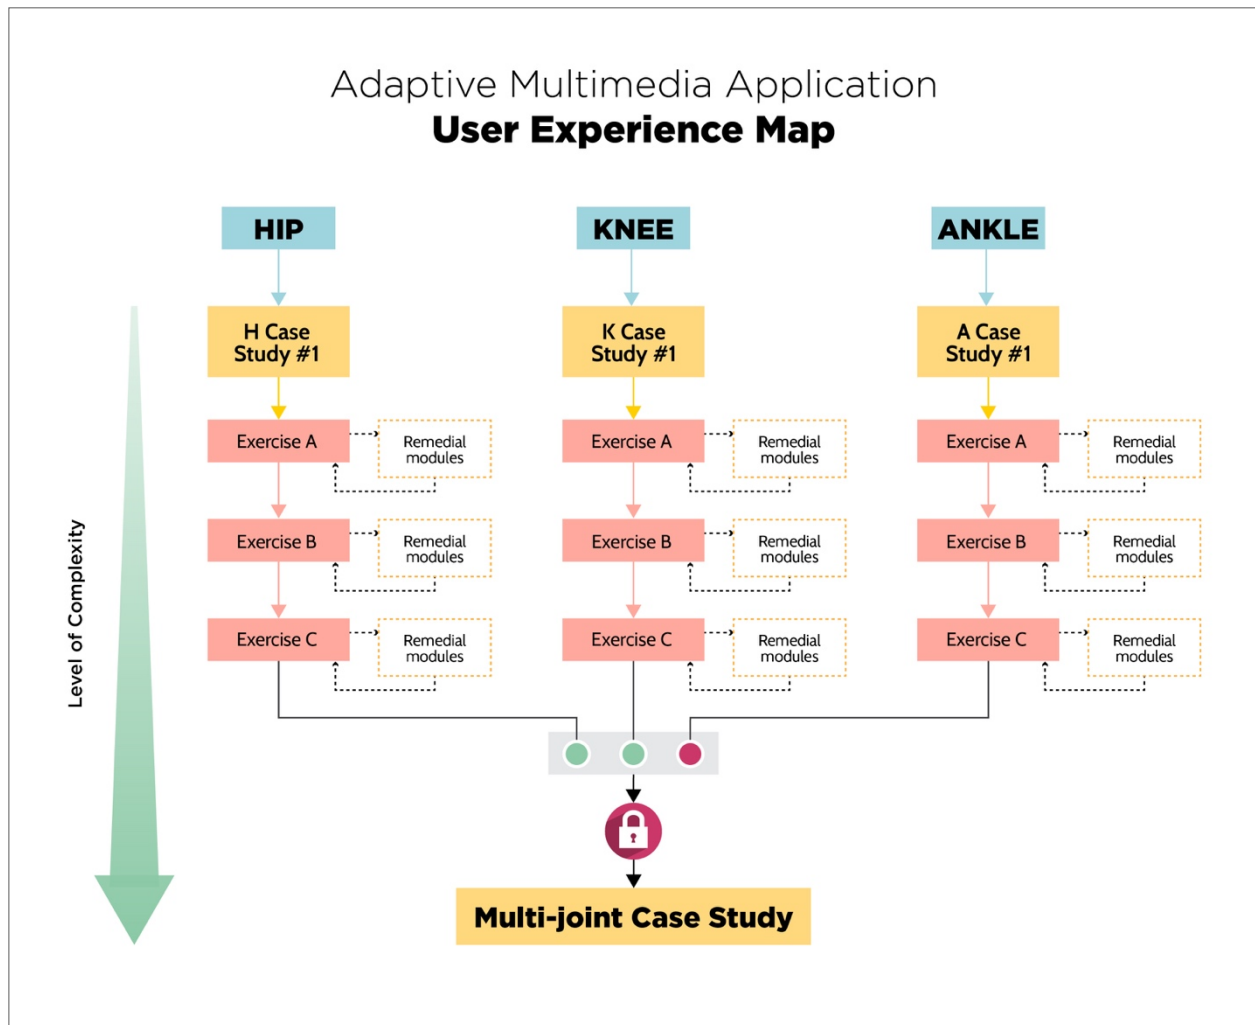 Adaptive Multimedia Application
User Experience Map
HIP
KNEE
ANKLE
H Case
Study #1
K Case
Study #1
A Case
Study #1
Exercise A
Remedial
modules
Exercise A
Remedial
modules
Exercise A
Remedial
modules
Exercise B
Remedial
modules
Exercise B
Remedial
modules
Exercise B
Remedial
modules
Exercise C
Remedial
modules
Exercise C
Remedial
modules
Exercise C
Remedial
modules
Level of Complexity
Multi-joint Case Study